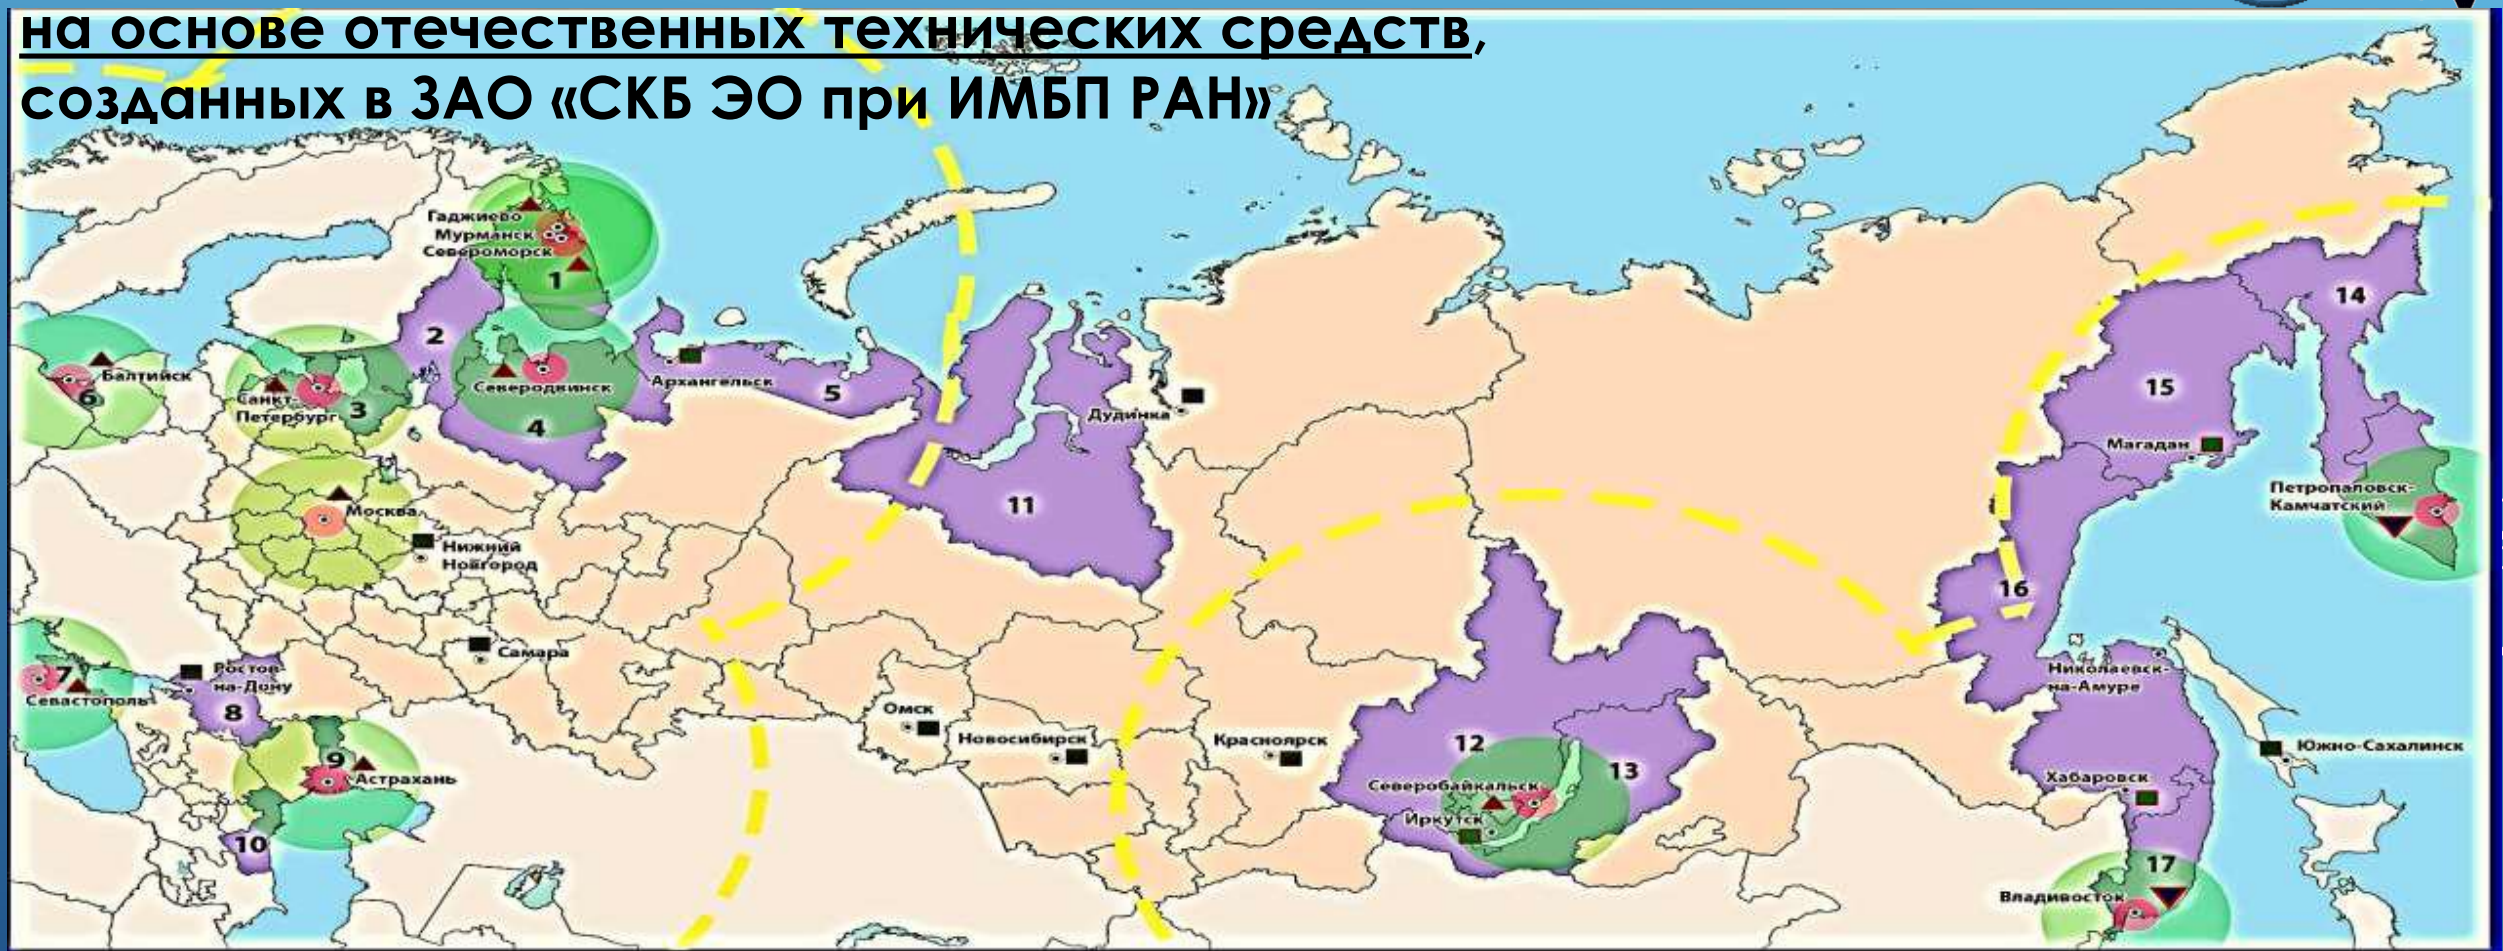 на основе отечественных технических средств,
созданных в ЗАО «СКБ ЭО при ИМБП РАН»
Гаджиево
Мурманск
Североморск
1
2
14
Балтийск
6
Санкт-
Петербург
3
Северодвинск
4
Архангельск
5
Дудинка
15
Магадан
Москва
Нижний
Новгород
11
Петропаловск-
Камчатский
16
7
Севастополь
Ростов-
на-Дону
8
Самара
Николаевск-
на-Амуре
Омск
Новосибирск
Красноярск
12
13
Южно-Сахалинск
9
Астрахань
Северобайкальск
Иркутск
Хабаровск
10
17
Владивосток